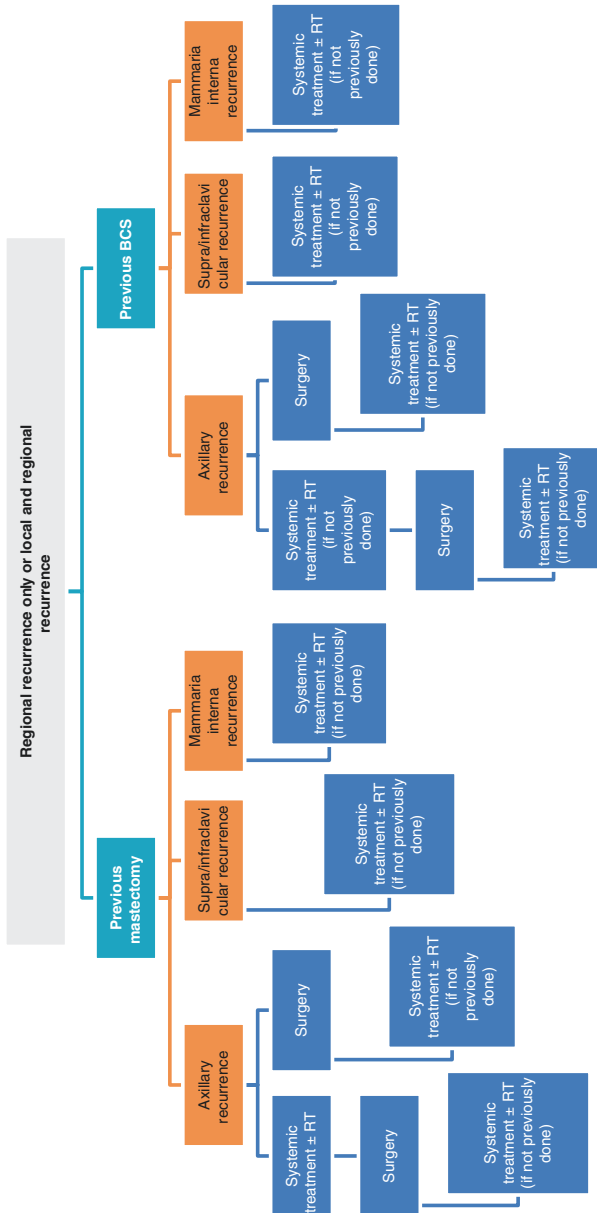 Regional recurrence only or local and regional
recurrence
Previous
mastectomy
Previous BCS
Axillary
recurrence
Supra/infraclavi
cular recurrence
Mammaria
interna
recurrence
Axillary
recurrence
Supra/infraclavi
cular recurrence
Mammaria
interna
recurrence
Systemic
treatment ± RT
Surgery
Systemic
treatment ± RT
(if not previously
done)
Surgery
Systemic
treatment ± RT
(if not
previously
done)
Systemic
treatment ± RT
(if not previously
done)
Systemic
treatment ± RT
(if not previously
done)
Systemic
treatment ± RT
(if not
previously
done)
Surgery
Systemic
treatment ± RT
(if not previously
done)
Surgery
Systemic
treatment ± RT
(if not previously
done)
Systemic
treatment ± RT
(if not
previously
done)
Systemic
treatment ± RT
(if not
previously
done)